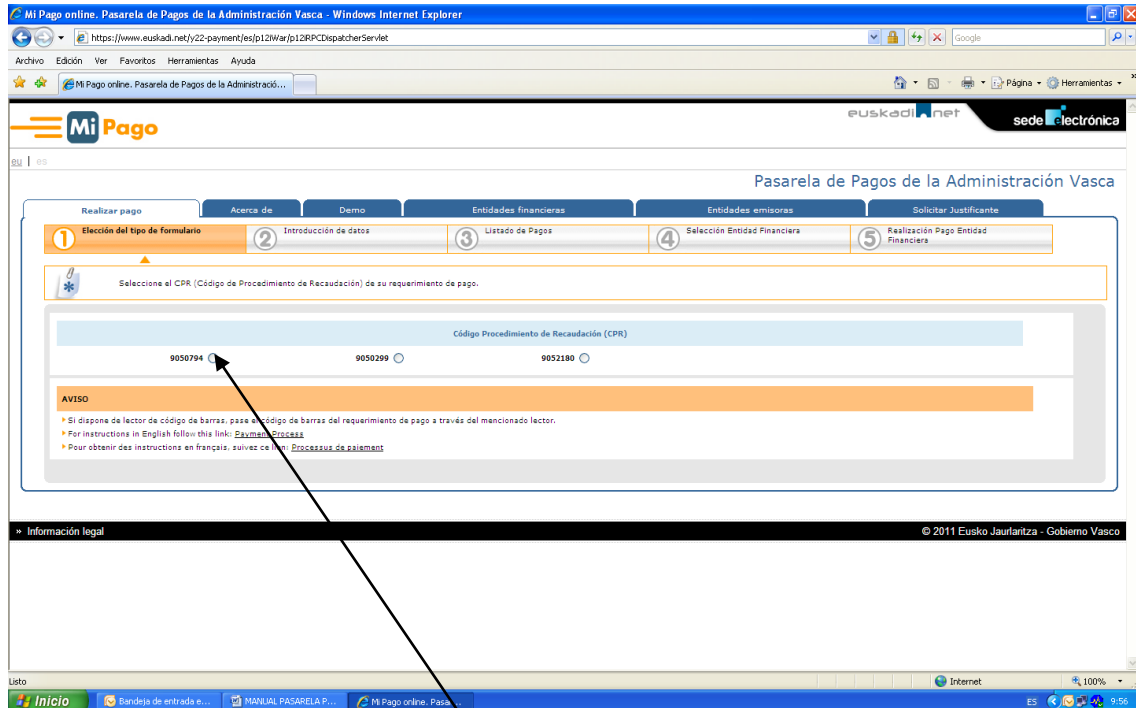 Mi Pago online. Pasarela de Pagos de la Administración Vasca - Windows Internet Explorer
https://www.euskadi.net/y22-payment/es/p12iWar/p12iRPCDispatcherServlet
Google
Archivo Edición Ver Favoritos Herramientas Ayuda
Mi Pago online. Pasarela de Pagos de la Administració...
Página Herramientas
Mi Pago
euskadi net
sede electrónica
eu | es
Pasarela de Pagos de la Administración Vasca
Realizar pago Acerca de Demo Entidades financieras Entidades emisoras Solicitar Justificante
1 Elección del tipo de formulario 2 Introducción de datos 3 Listado de Pagos 4 Selección Entidad Financiera 5 Realización Pago Entidad Financiera
Seleccione el CPR (Código de Procedimiento de Recaudación) de su requerimiento de pago.
Código Procedimiento de Recaudación (CPR)
9050794 9050299 9052180
AVISO
Si dispone de lector de código de barras, pase el código de barras del requerimiento de pago a través del mencionado lector.
For instructions in English follow this link: Payment Process
Pour obtenir des instructions en français, suivez ce lien: Processus de paiement
» Información legal
© 2011 Eusko Jaurlaritza - Gobierno Vasco
Listo
Internet
100%
Inicio
Bandeja de entrada e...
MANUAL PASARELA P...
Mi Pago online. Pasar...
ES
9:56